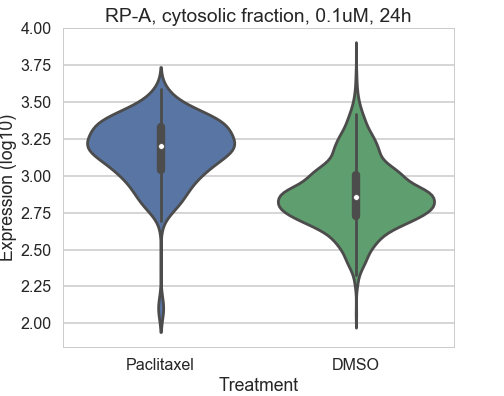 RP-A, cytosolic fraction, 0.1uM, 24h
4.00
3.75
3.50
3.25
3.00
2.75
2.50
2.25
2.00
Expression (log10)
Paclitaxel
DMSO
Treatment